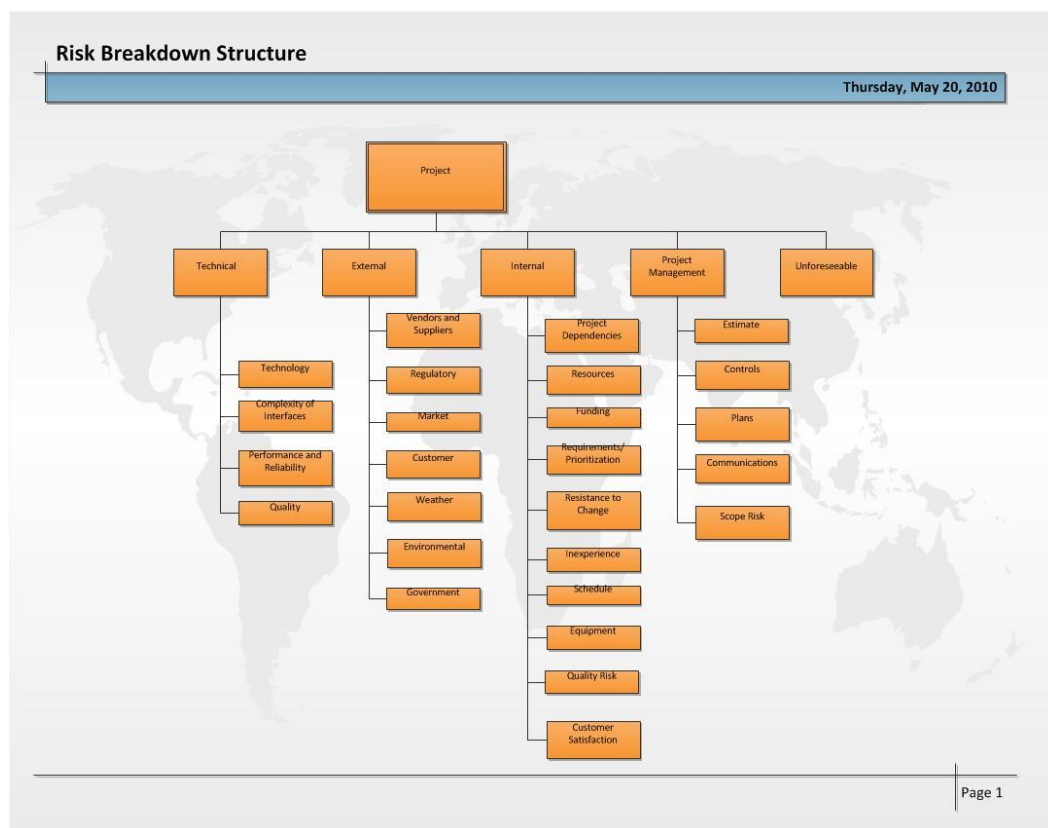 Risk Breakdown Structure
Thursday, May 20, 2010
Project
Technical
External
Internal
Project
Management
Unforeseeable
Technology
Complexity of
Interfaces
Performance and
Reliability
Quality
Vendors and
Suppliers
Regulatory
Market
Customer
Weather
Environmental
Government
Project
Dependencies
Resources
Funding
Requirements/
Prioritization
Resistance to
Change
Inexperience
Schedule
Equipment
Quality Risk
Customer
Satisfaction
Estimate
Controls
Plans
Communications
Scope Risk
Page 1